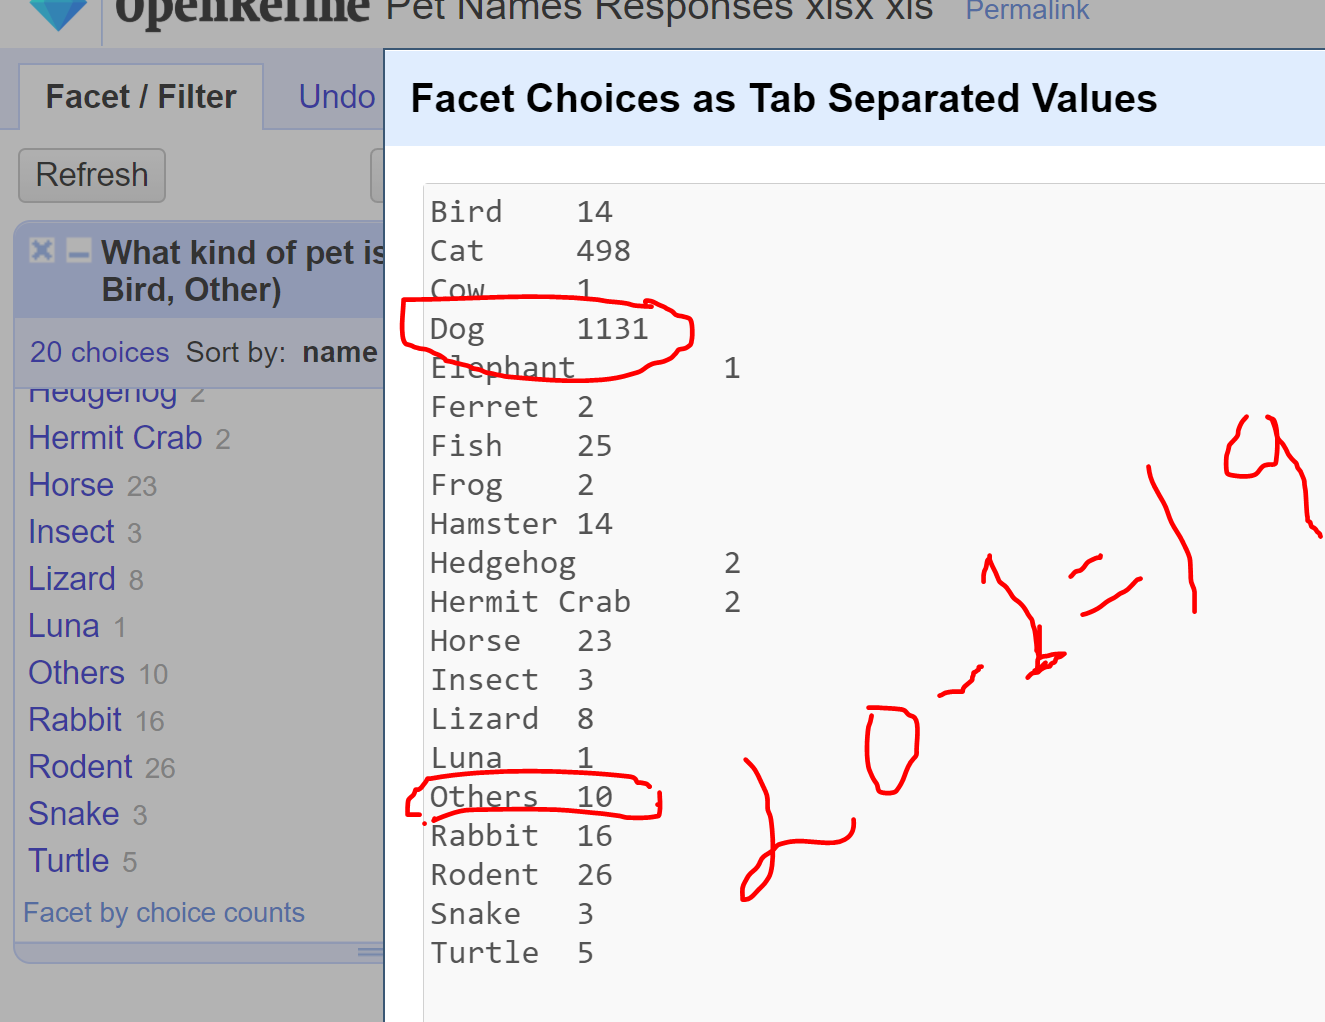 OpenRefine Pet Names Responses xlsx xls Permalink
Facet / Filter Undo
Refresh
What kind of pet is
Bird, Other)
20 choices Sort by: name
Hedgehog 2
Hermit Crab 2
Horse 23
Insect 3
Lizard 8
Luna 1
Others 10
Rabbit 16
Rodent 26
Snake 3
Turtle 5
Facet by choice counts
Facet Choices as Tab Separated Values
Bird 14
Cat 498
Cow 1
Dog 1131
Elephant 1
Ferret 2
Fish 25
Frog 2
Hamster 14
Hedgehog 2
Hermit Crab 2
Horse 23
Insect 3
Lizard 8
Luna 1
Others 10
Rabbit 16
Rodent 26
Snake 3
Turtle 5
20-1=19